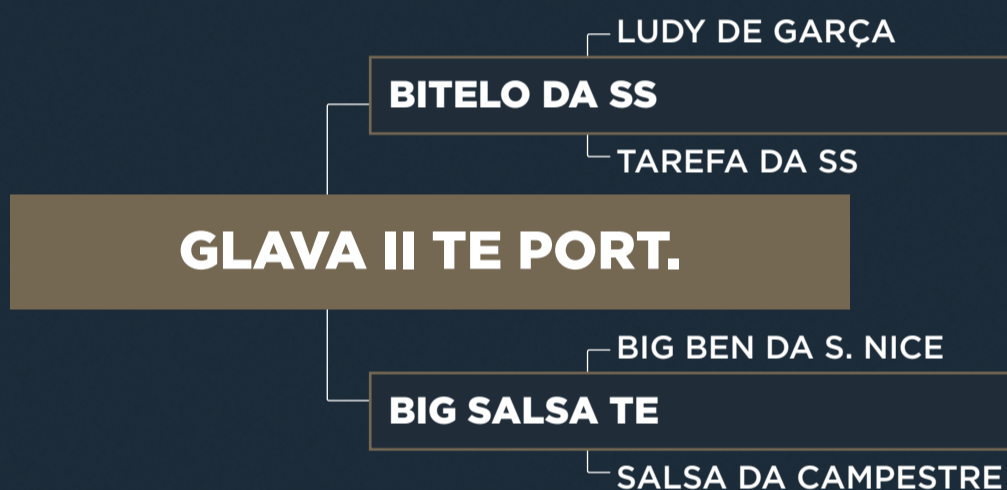 LUDY DE GARÇA
BITELO DA SS
TAREFA DA SS
GLAVA II TE PORT.
BIG BEN DA S. NICE
BIG SALSA TE
SALSA DA CAMPESTRE